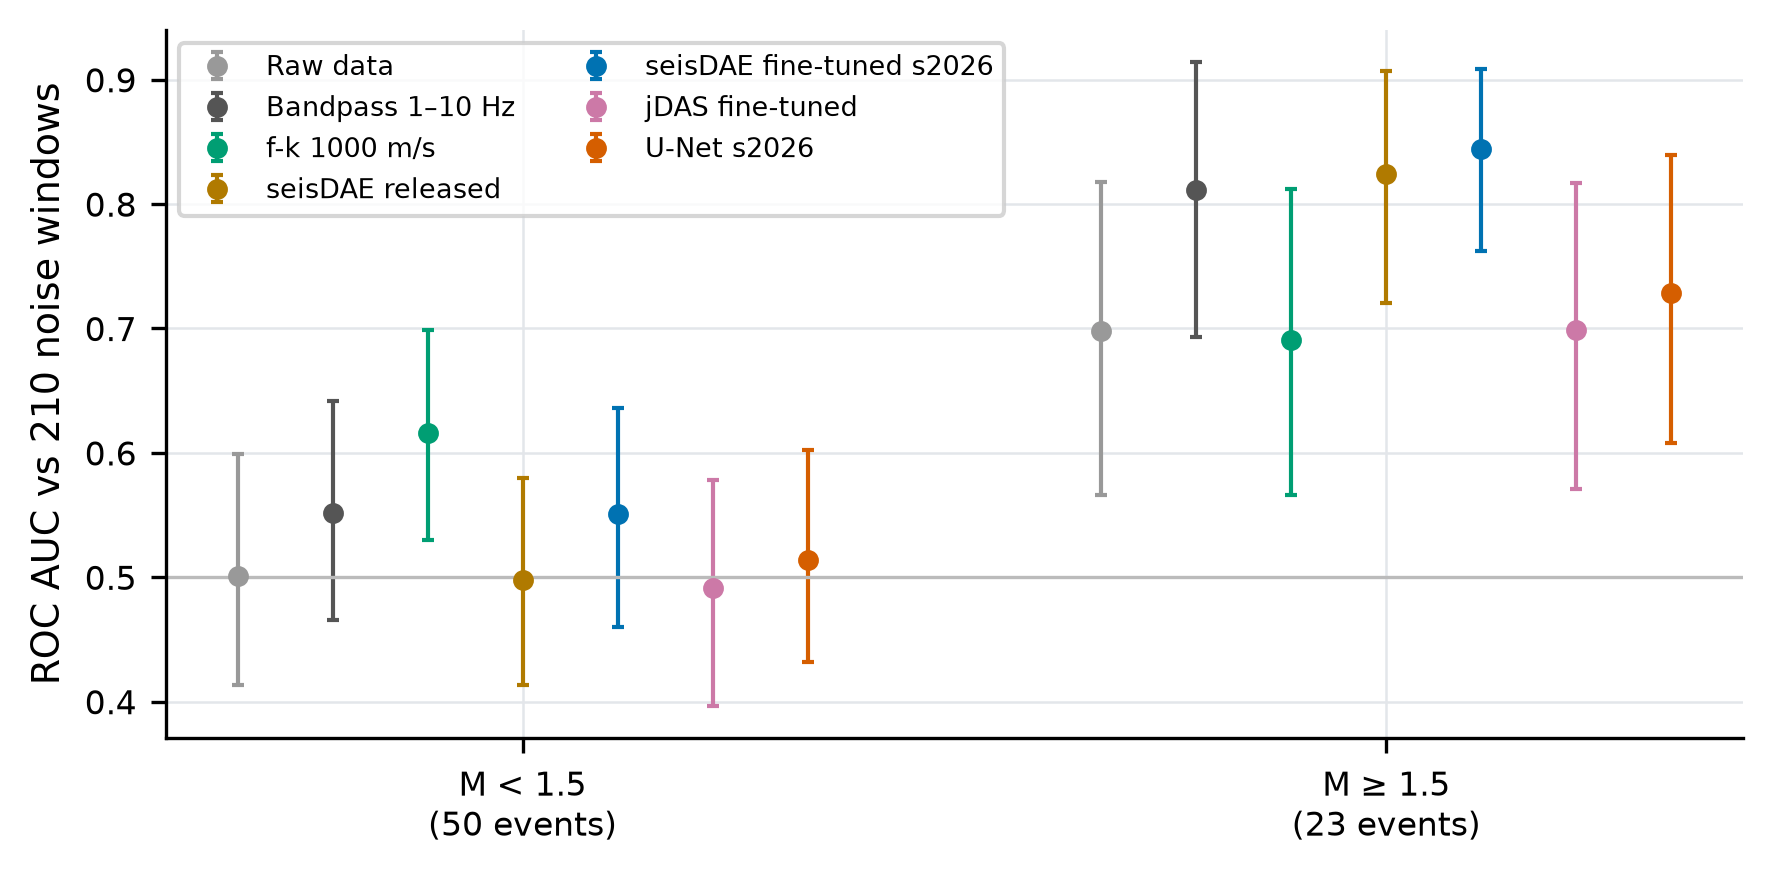 ROC AUC vs 210 noise windows
0.9
0.8
0.7
0.6
0.5
0.4
Raw data
Bandpass 1–10 Hz
f-k 1000 m/s
seisDAE released
seisDAE fine-tuned s2026
jDAS fine-tuned
U-Net s2026
M < 1.5
(50 events)
M ≥ 1.5
(23 events)